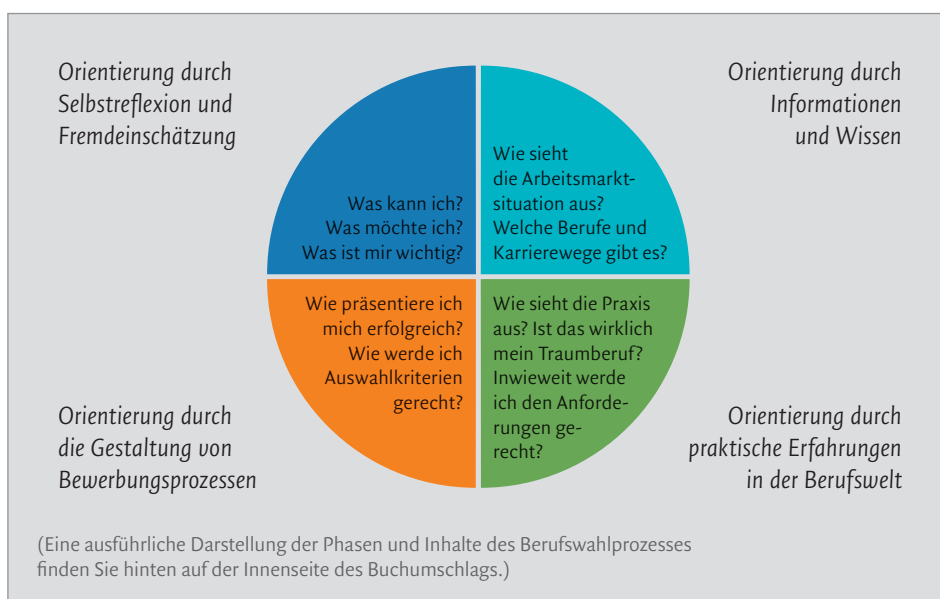 Orientierung durch
Selbstreflexion und
Fremdeinschätzung
Orientierung durch
Informationen
und Wissen
Was kann ich?
Was möchte ich?
Was ist mir wichtig?
Wie sieht
die Arbeitsmarkt-
situation aus?
Welche Berufe und
Karrierewege gibt es?
Wie präsentiere ich
mich erfolgreich?
Wie werde ich
Auswahlkriterien
gerecht?
Wie sieht die Praxis
aus? Ist das wirklich
mein Traumberuf?
Inwieweit werde
ich den Anforde-
rungen ge-
recht?
Orientierung durch
die Gestaltung von
Bewerbungsprozessen
Orientierung durch
praktische Erfahrungen
in der Berufswelt
(Eine ausführliche Darstellung der Phasen und Inhalte des Berufswahlprozesses
finden Sie hinten auf der Innenseite des Buchumschlags.)